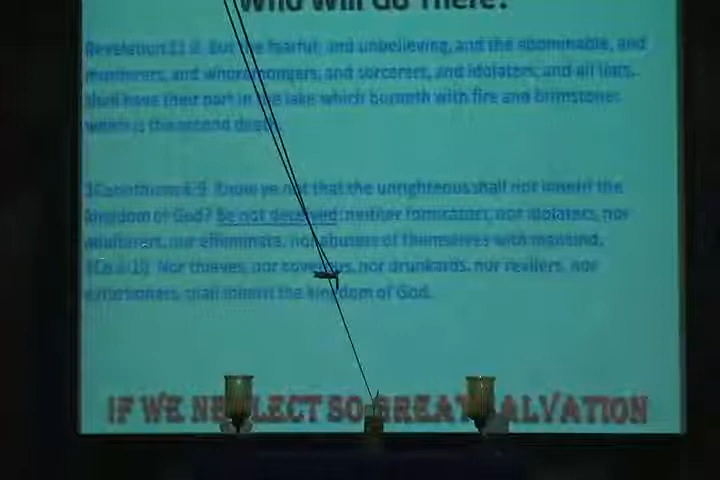 Who Will Go There?
Revelation 21:8 But the fearful, and unbelieving, and the abominable, and
murderers, and whoremongers, and sorcerers, and idolaters, and all liars,
shall have their part in the lake which burneth with fire and brimstone:
which is the second death.
1Corinthians 6:9 Know ye not that the unrighteous shall not inherit the
kingdom of God? Be not deceived: neither fornicators, nor idolaters, nor
adulterers, nor effeminate, nor abusers of themselves with mankind,
1Co 6:10 Nor thieves, nor covetous, nor drunkards, nor revilers, nor
extortioners, shall inherit the kingdom of God.
IF WE NEGLECT SO GREAT SALVATION